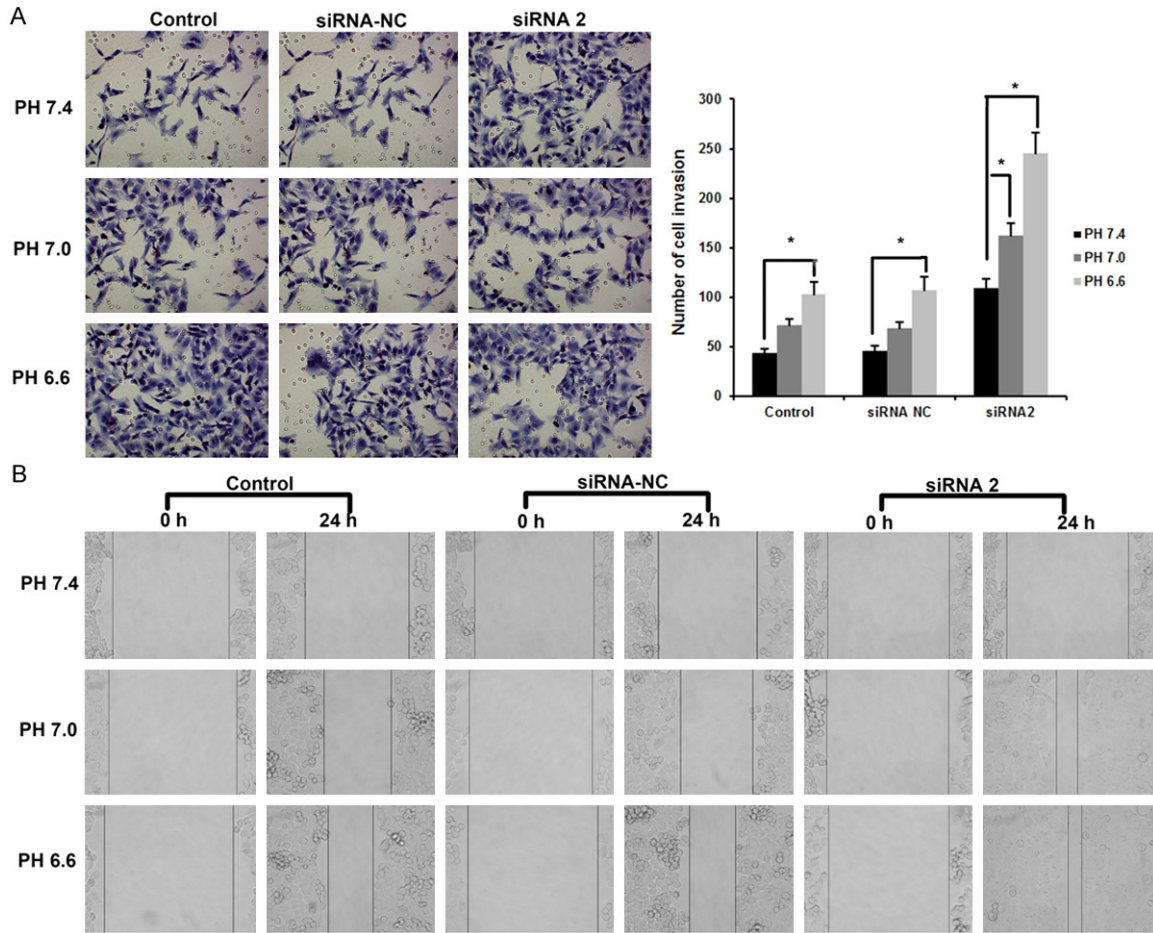 A
Control siRNA-NC siRNA 2
PH 7.4
PH 7.0
PH 6.6
Number of cell invasion
300
250
200
150
100
50
0
* * * *
Control siRNA NC siRNA2
PH 7.4
PH 7.0
PH 6.6
B
Control siRNA-NC siRNA 2
0 h 24 h 0 h 24 h 0 h 24 h
PH 7.4
PH 7.0
PH 6.6